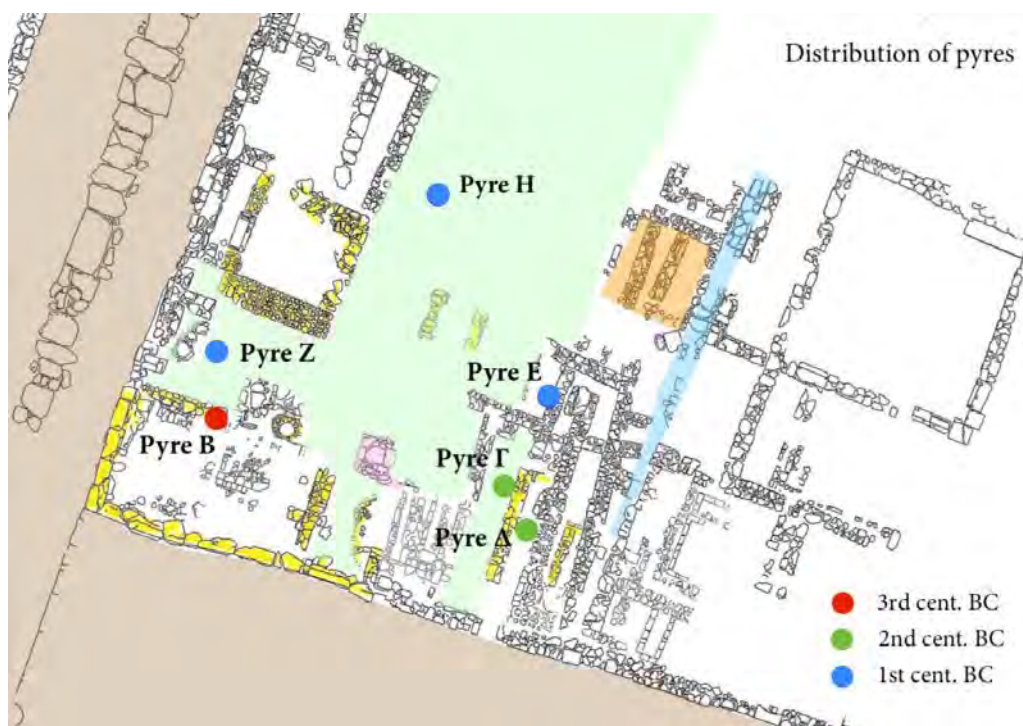 Distribution of pyres
Pyre H
Pyre Z
Pyre E
Pyre B
Pyre Γ
Pyre Δ
3rd cent. BC
2nd cent. BC
1st cent. BC